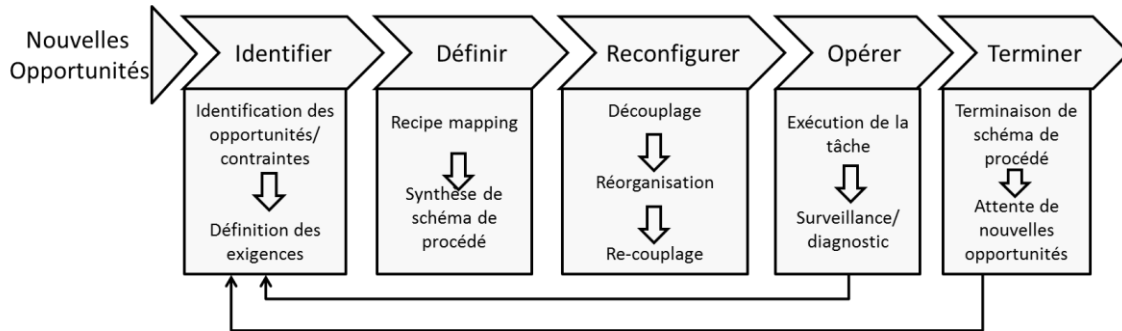 Nouvelles
Opportunités
Identifier
Définir
Reconfigurer
Opérer
Terminer
Identification des
opportunités/
contraintes
Définition des
exigences
Recipe mapping
Synthèse de
schéma de
procédé
Découplage
Réorganisation
Re-couplage
Exécution de la
tâche
Surveillance/
diagnostic
Terminaison de
schéma de
procédé
Attente de
nouvelles
opportunités